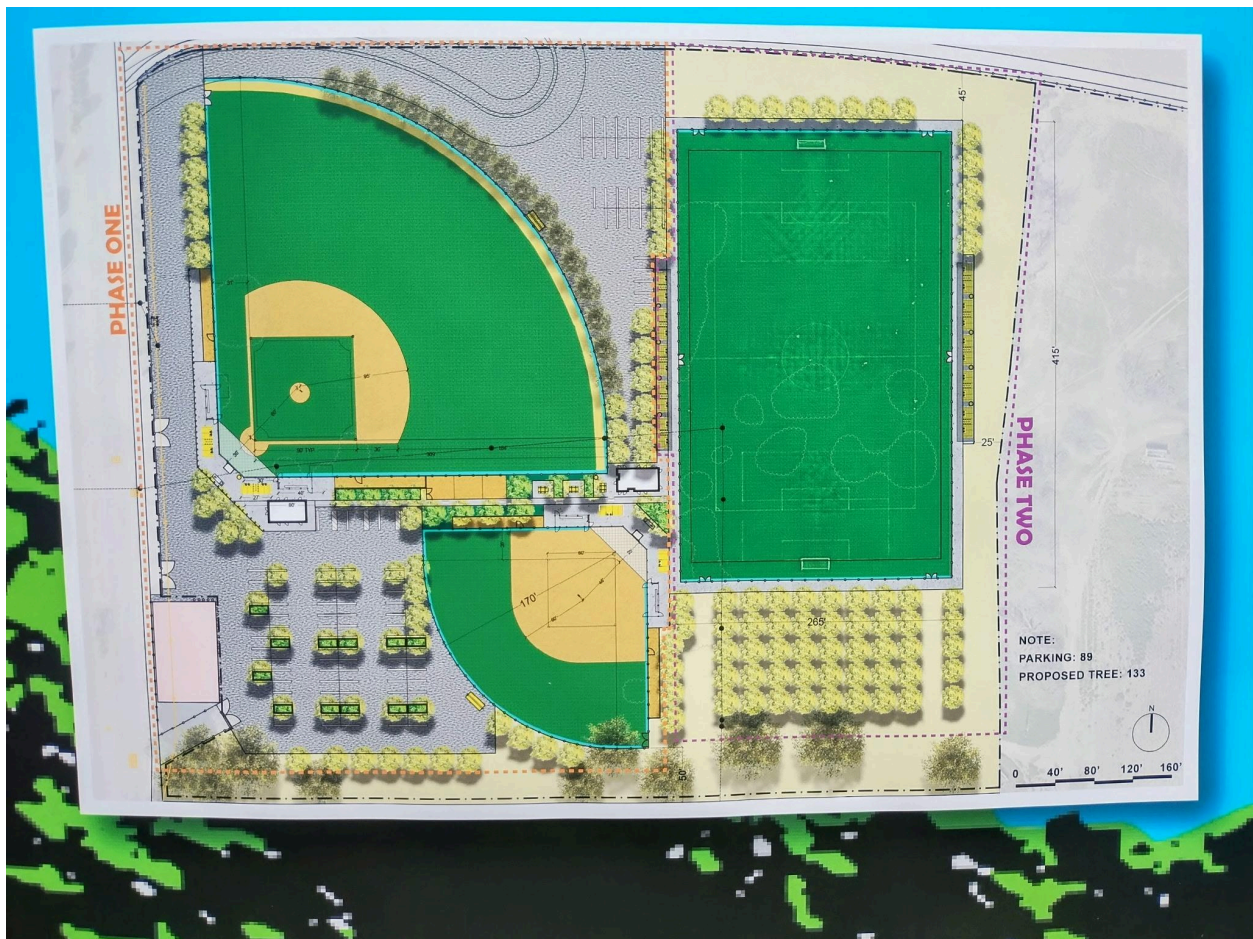 PHASE ONE
45'
415'
25'
PHASE TWO
170'
265'
50'
NOTE:
PARKING: 89
PROPOSED TREE: 133
N
0 40' 80' 120' 160'